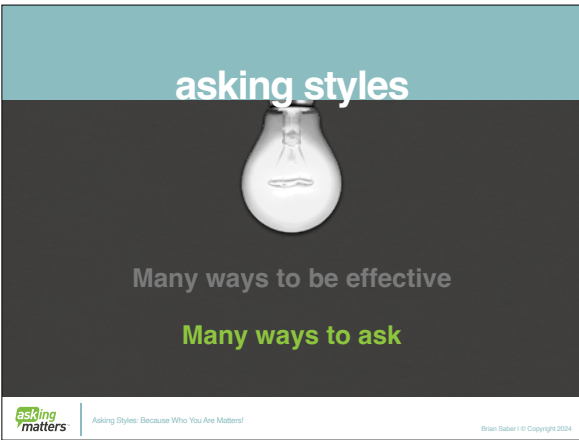 asking styles
Many ways to be effective
Many ways to ask
asking
matters
Asking Styles: Because Who You Are Matters!
Brian Saber | © Copyright 2024